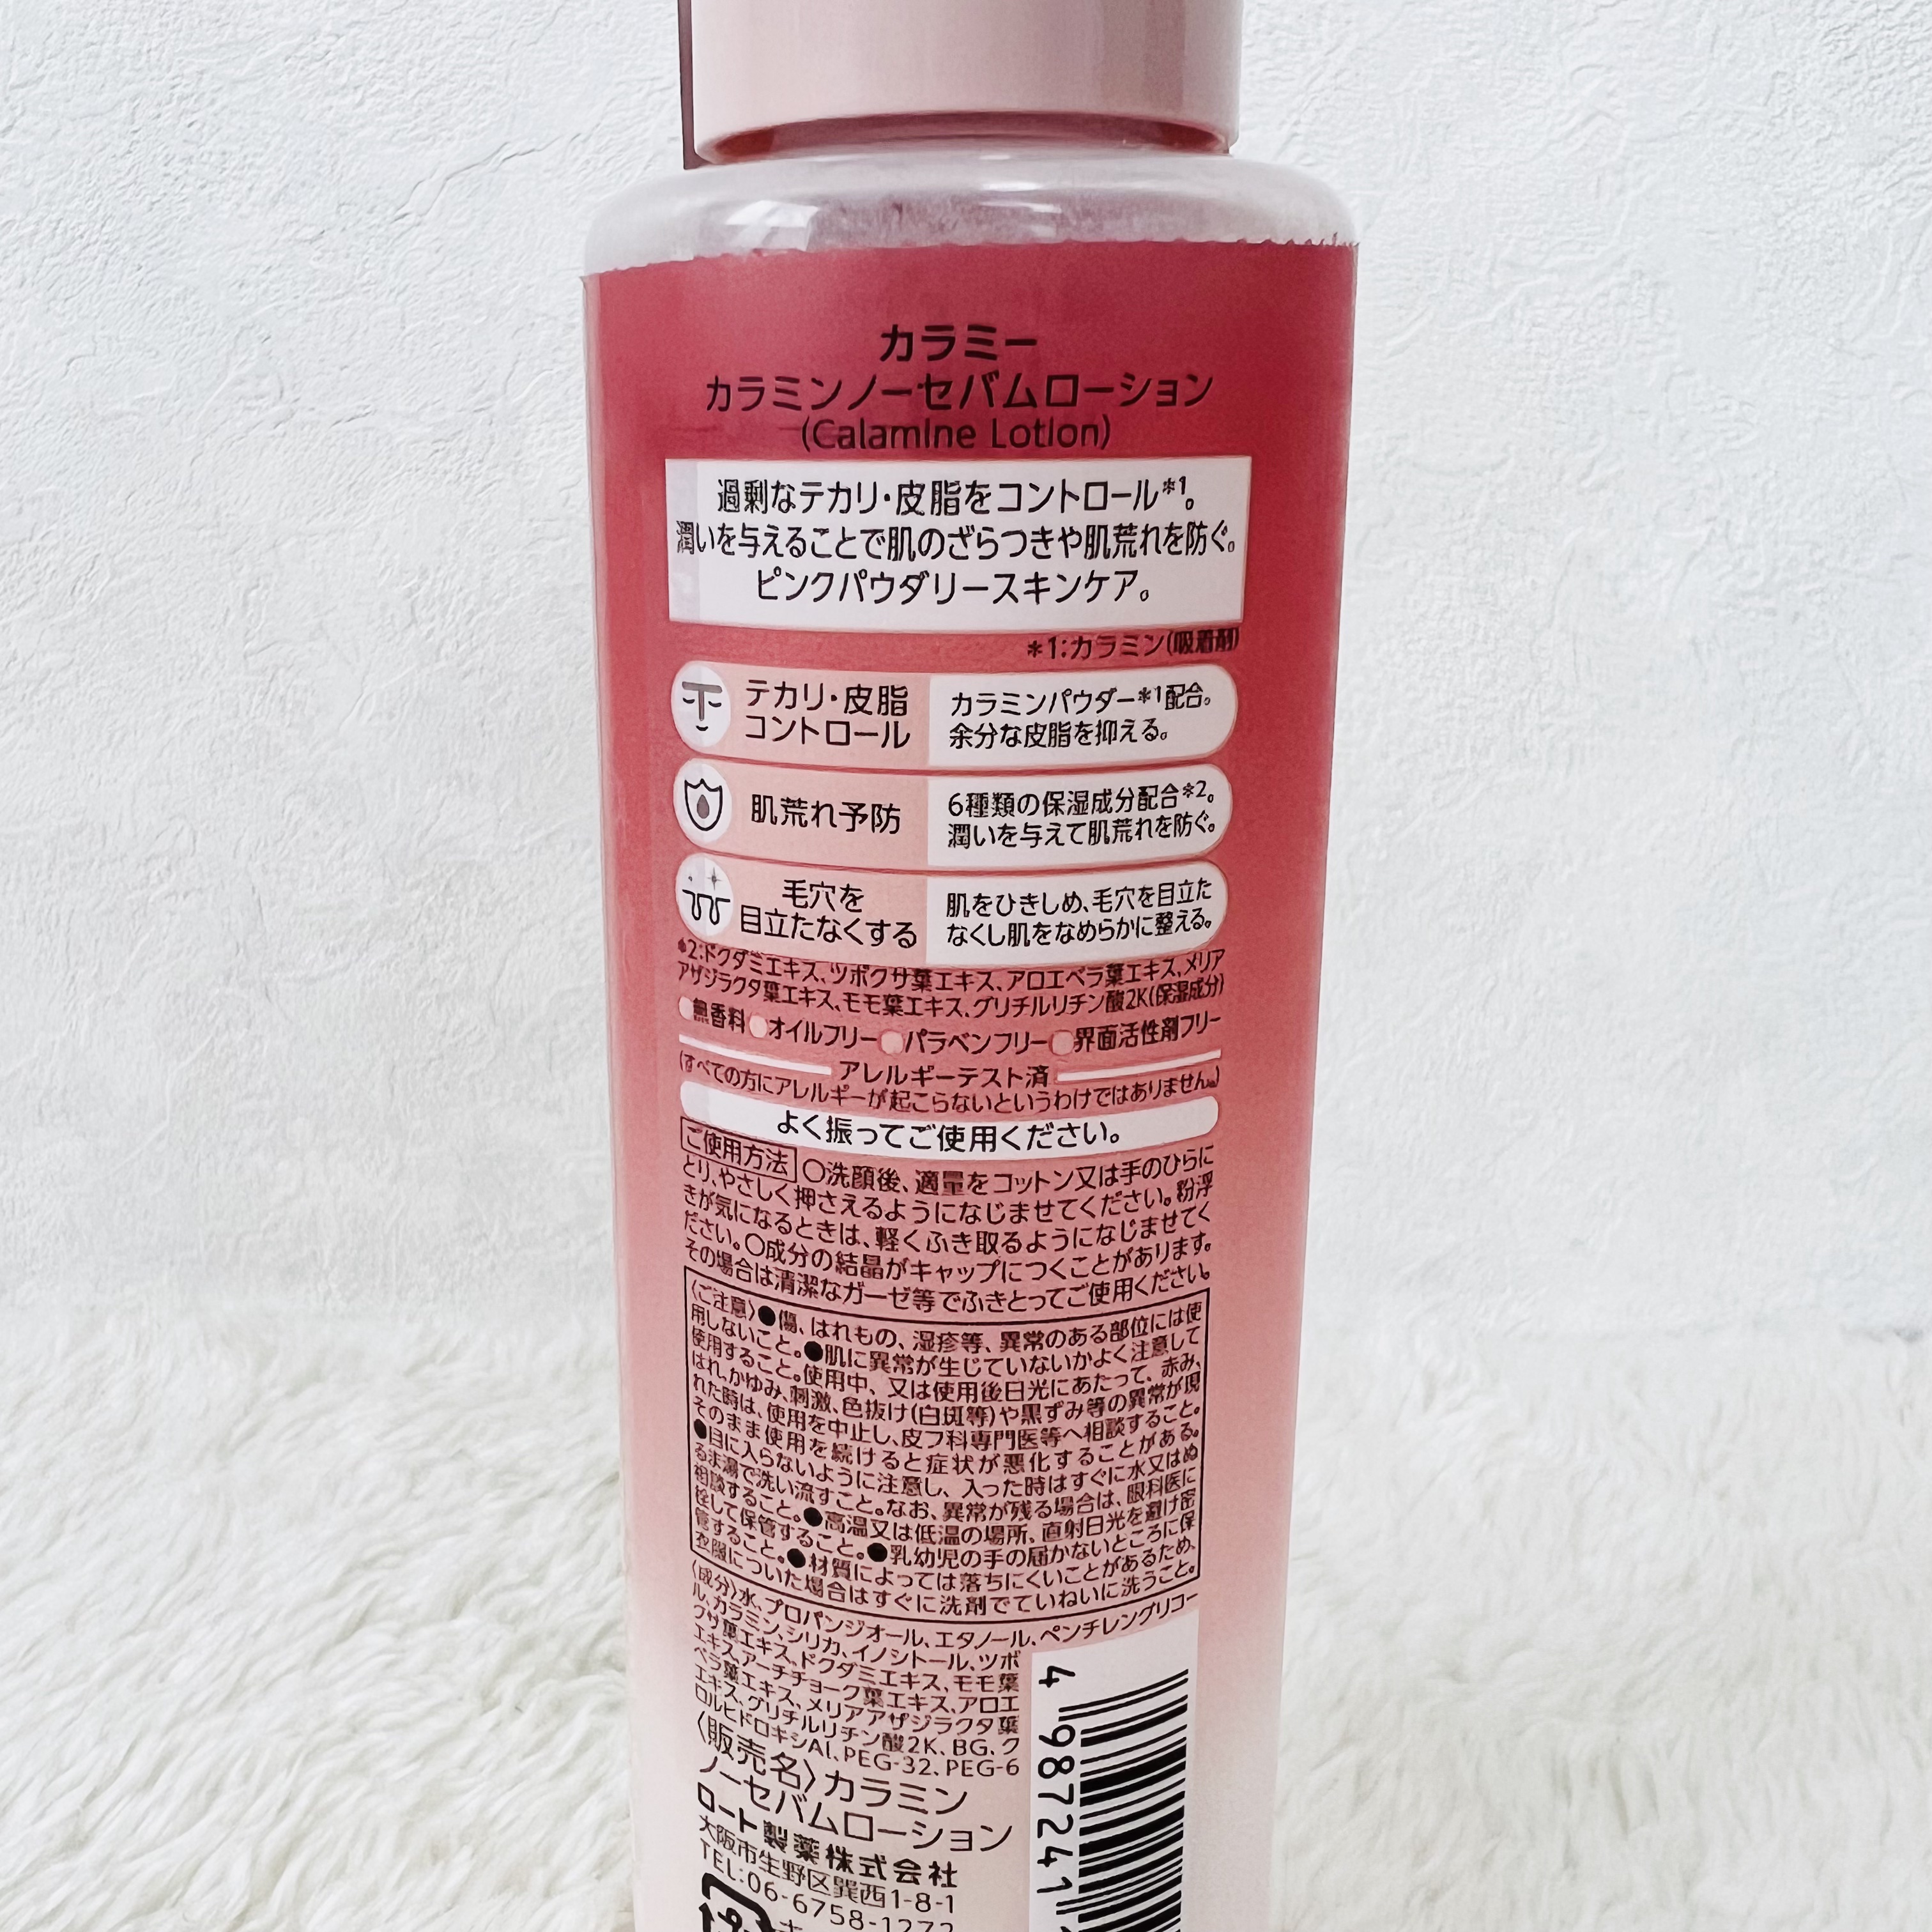 カラミー
カラミンノーセバムローション
(Calamine Lotion)
過剰なテカリ・皮脂をコントロール*1。
潤いを与えることで肌のざらつきや肌荒れを防ぐ。
ピンクパウダリースキンケア。
*1:カラミン(吸着剤)
テカリ・皮脂
コントロール
カラミンパウダー*1配合。
余分な皮脂を抑える。
肌荒れ予防
6種類の保湿成分配合*2。
潤いを与えて肌荒れを防ぐ。
毛穴を
目立たなくする
肌をひきしめ、毛穴を目立た
なくし肌をなめらかに整える。
*2:ドクダミエキス、ツボクサ葉エキス、アロエベラ葉エキス、メリア
アザジラクタ葉エキス、モモ葉エキス、グリチルリチン酸2K(保湿成分)
無香料 オイルフリー パラベンフリー 界面活性剤フリー
アレルギーテスト済
(すべての方にアレルギーが起こらないというわけではありません。)
よく振ってご使用ください。
ご使用方法 ○洗顔後、適量をコットン又は手のひらに
とり、やさしく押さえるようになじませてください。粉浮
きが気になるときは、軽くふき取るようになじませてく
ださい。○成分の結晶がキャップにつくことがあります。
その場合は清潔なガーゼ等でふきとってご使用ください。
〈ご注意〉●傷、はれもの、湿疹等、異常のある部位には使
用しないこと。●肌に異常が生じていないかよく注意して
使用すること。使用中、又は使用後日光にあたって、赤み、
はれ、かゆみ、刺激、色抜け(白斑等)や黒ずみ等の異常が現
れた時は、使用を中止し、皮フ科専門医等へ相談すること。
そのまま使用を続けると症状が悪化することがある。
●目に入らないように注意し、入った時はすぐに水又はぬ
るま湯で洗い流すこと。なお、異常が残る場合は、眼科医に
相談すること。●高温又は低温の場所、直射日光を避け密
栓して保管すること。●乳幼児の手の届かないところに保
管すること。●材質によっては落ちにくいことがあるため、
衣服についた場合はすぐに洗剤でていねいに洗うこと。
〈成分〉水、プロパンジオール、エタノール、ペンチレングリコー
ル、カラミン、シリカ、イノシトール、ツボ
クサ葉エキス、ドクダミエキス、モモ葉
エキス、アーチチョーク葉エキス、アロエ
ベラ葉エキス、メリアアザジラクタ葉
エキス、グリチルリチン酸2K、BG、ク
ロルヒドロキシAl、PEG-32、PEG-6
〈販売名〉カラミン
ノーセバムローション
ロート製薬株式会社
大阪市生野区巽西1-8-1
TEL:06-6758-1272
4 987241